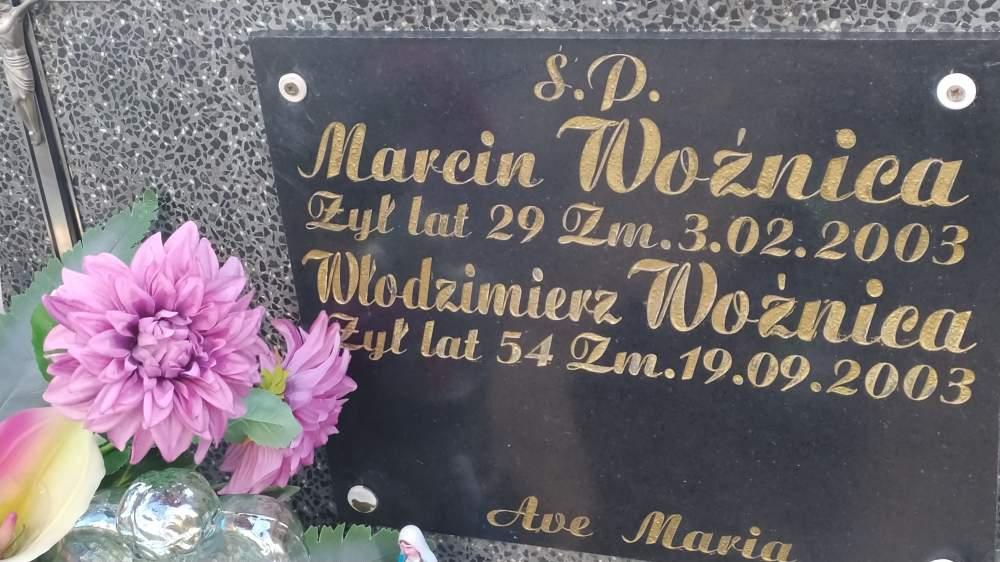 Ś.P.
Marcin Woźnica
Żył lat 29 Zm.3.02.2003
Włodzimierz Woźnica
Żył lat 54 Zm.19.09.2003
Ave Maria